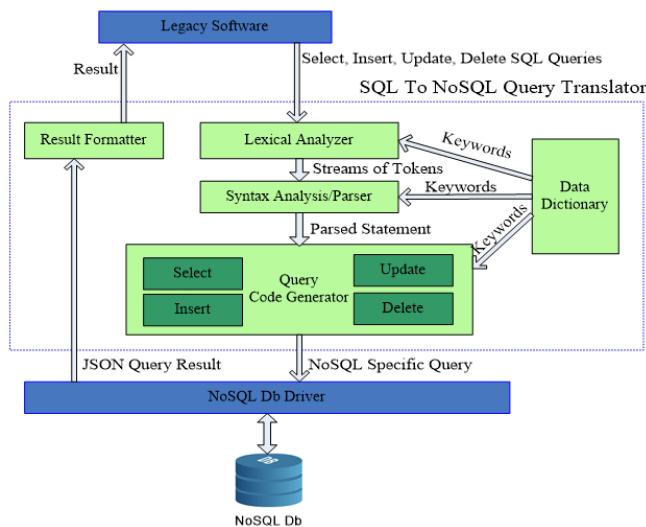 Legacy Software
Result
Select, Insert, Update, Delete SQL Queries
SQL To NoSQL Query Translator
Result Formatter
Lexical Analyzer
Keywords
Streams of Tokens
Data
Dictionary
Syntax Analysis/Parser
Keywords
Parsed Statement
Keywords
Select
Insert
Query
Code Generator
Update
Delete
JSON Query Result
NoSQL Specific Query
NoSQL Db Driver
DB
NoSQL Db